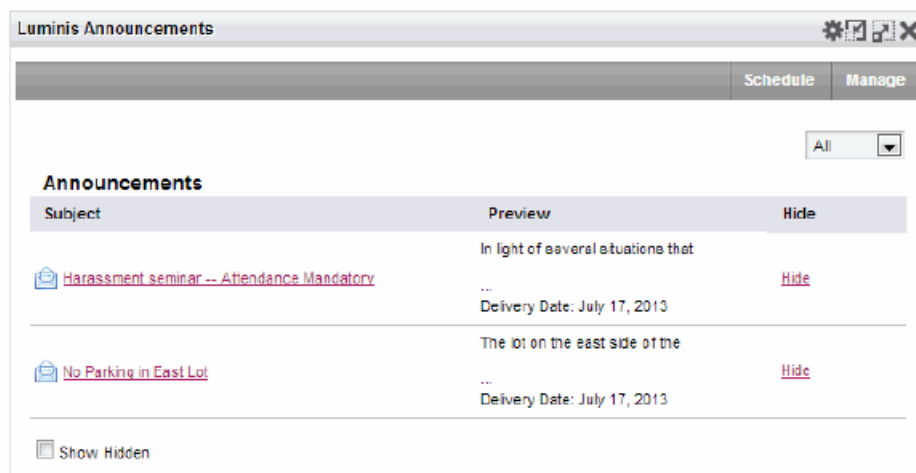 Luminis Announcements
Schedule Manage
All
Announcements
Subject Preview Hide
In light of several situations that
Harassment seminar -- Attendance Mandatory Hide
...
Delivery Date: July 17, 2013
The lot on the east side of the
No Parking in East Lot Hide
...
Delivery Date: July 17, 2013
Show Hidden